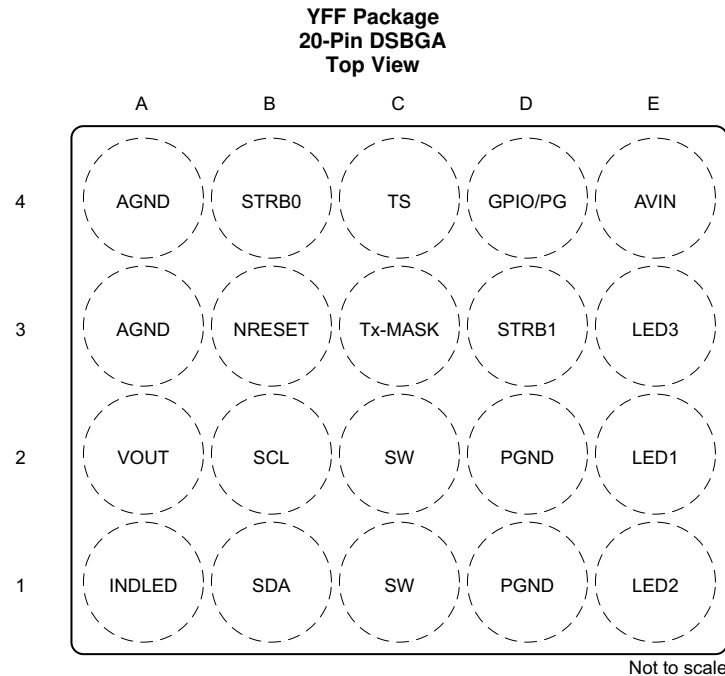 YFF Package
20-Pin DSBGA
Top View
A B C D E
4 AGND STRB0 TS GPIO/PG AVIN
3 AGND NRESET Tx-MASK STRB1 LED3
2 VOUT SCL SW PGND LED1
1 INDLED SDA SW PGND LED2
Not to scale